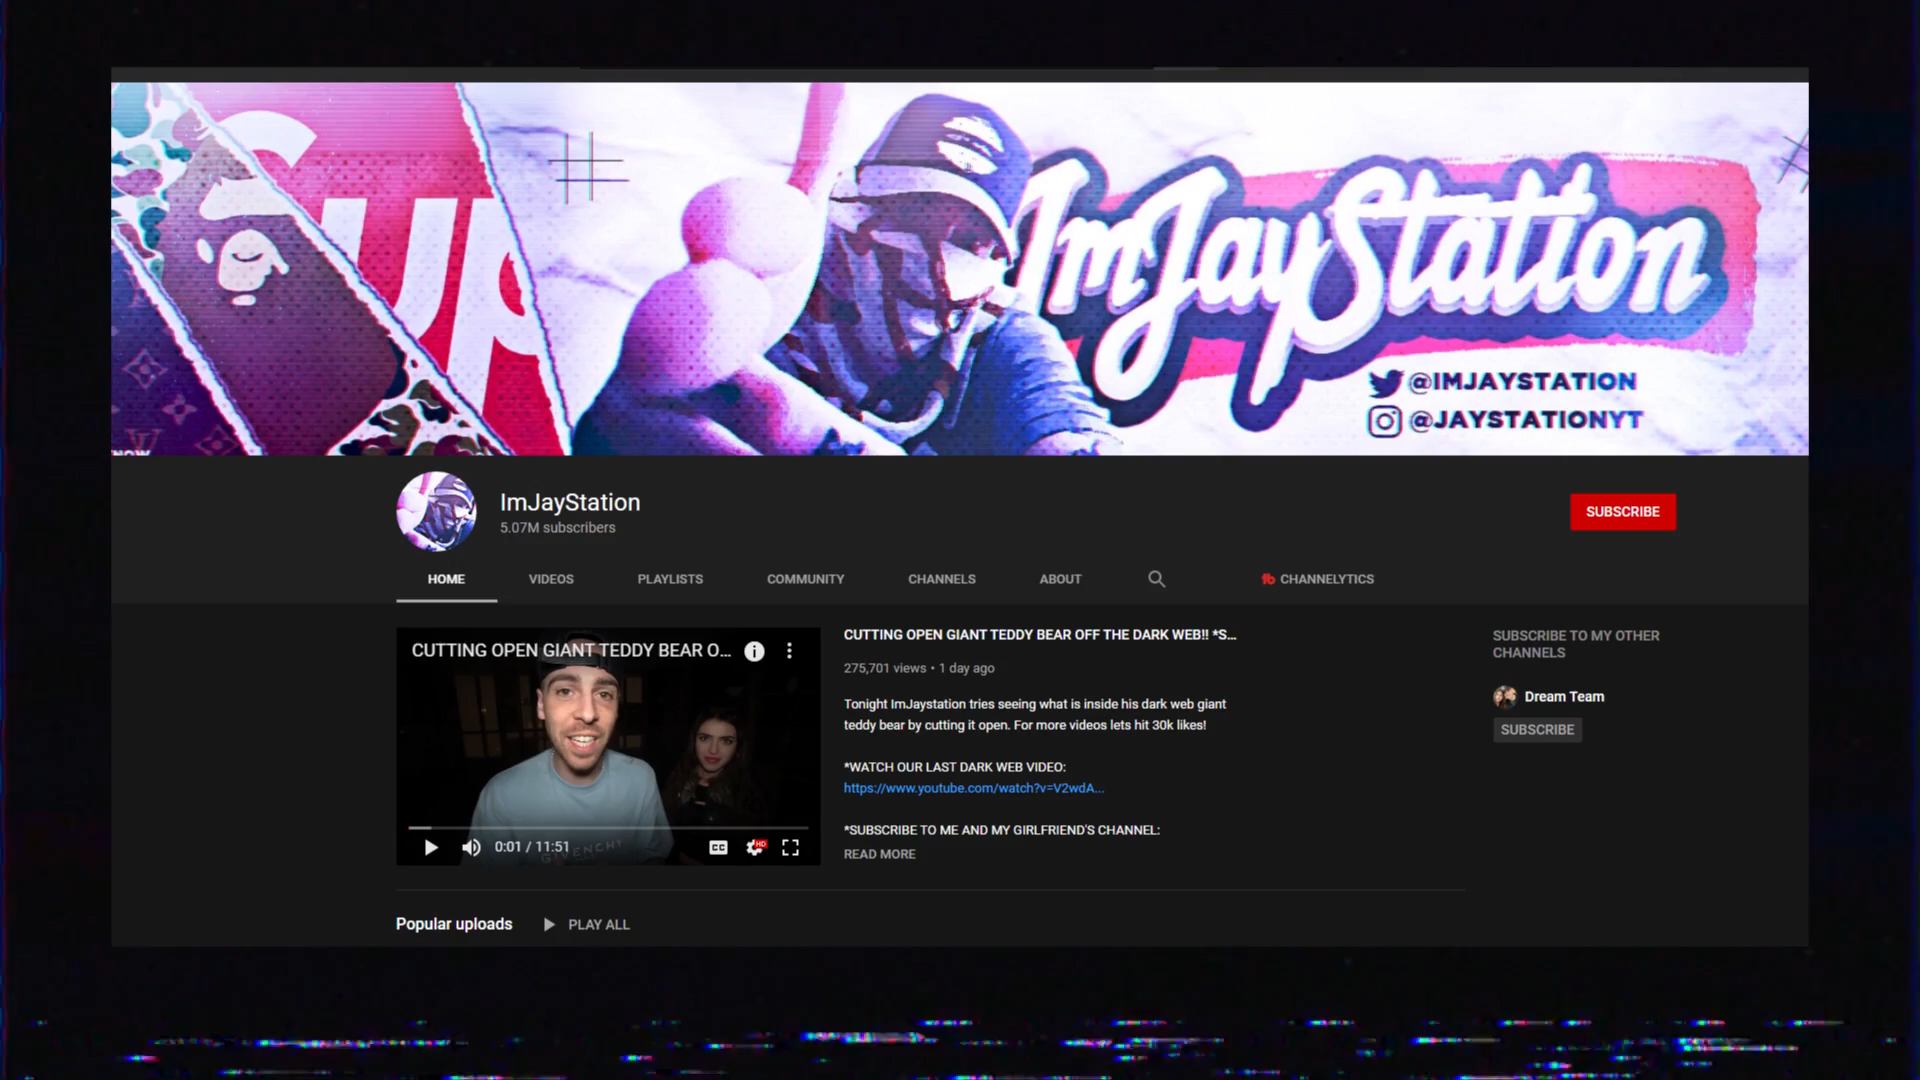 Sup
NOW
ImJayStation
@IMJAYSTATION
@JAYSTATIONYT
ImJayStation
5.07M subscribers
SUBSCRIBE
HOME VIDEOS PLAYLISTS COMMUNITY CHANNELS ABOUT CHANNELYTICS
CUTTING OPEN GIANT TEDDY BEAR O...
GIVENCHY
0:01 / 11:51
CC
HD
CUTTING OPEN GIANT TEDDY BEAR OFF THE DARK WEB!! *S...
275,701 views • 1 day ago
Tonight ImJaystation tries seeing what is inside his dark web giant
teddy bear by cutting it open. For more videos lets hit 30k likes!
*WATCH OUR LAST DARK WEB VIDEO:
https://www.youtube.com/watch?v=V2wdA...
*SUBSCRIBE TO ME AND MY GIRLFRIEND'S CHANNEL:
READ MORE
SUBSCRIBE TO MY OTHER
CHANNELS
Dream Team
SUBSCRIBE
Popular uploads PLAY ALL